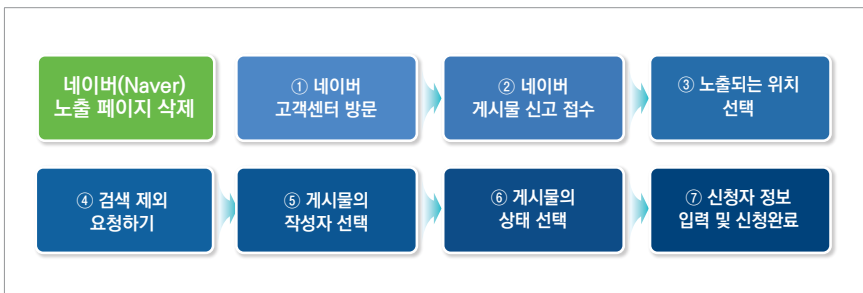 네이버(Naver)
노출 페이지 삭제
① 네이버
고객센터 방문
② 네이버
게시물 신고 접수
③ 노출되는 위치
선택
④ 검색 제외
요청하기
⑤ 게시물의
작성자 선택
⑥ 게시물의
상태 선택
⑦ 신청자 정보
입력 및 신청완료